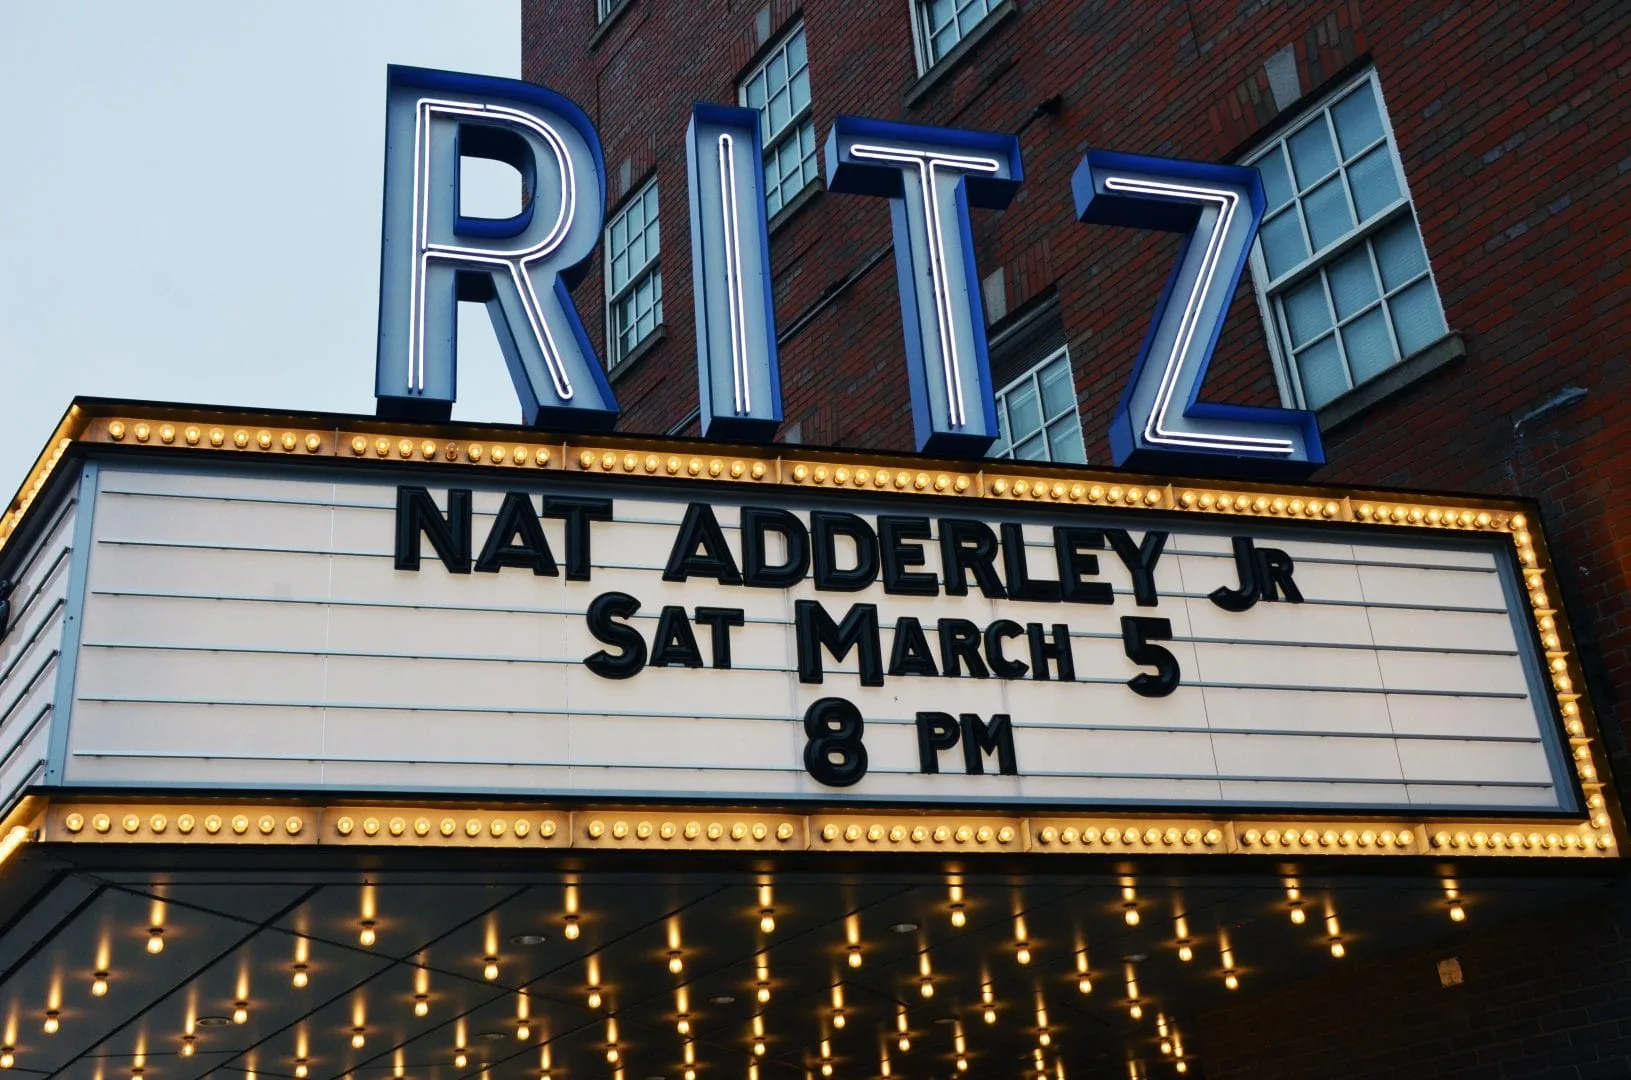 RITZ
NAT ADDERLEY JR
SAT MARCH 5
8 PM